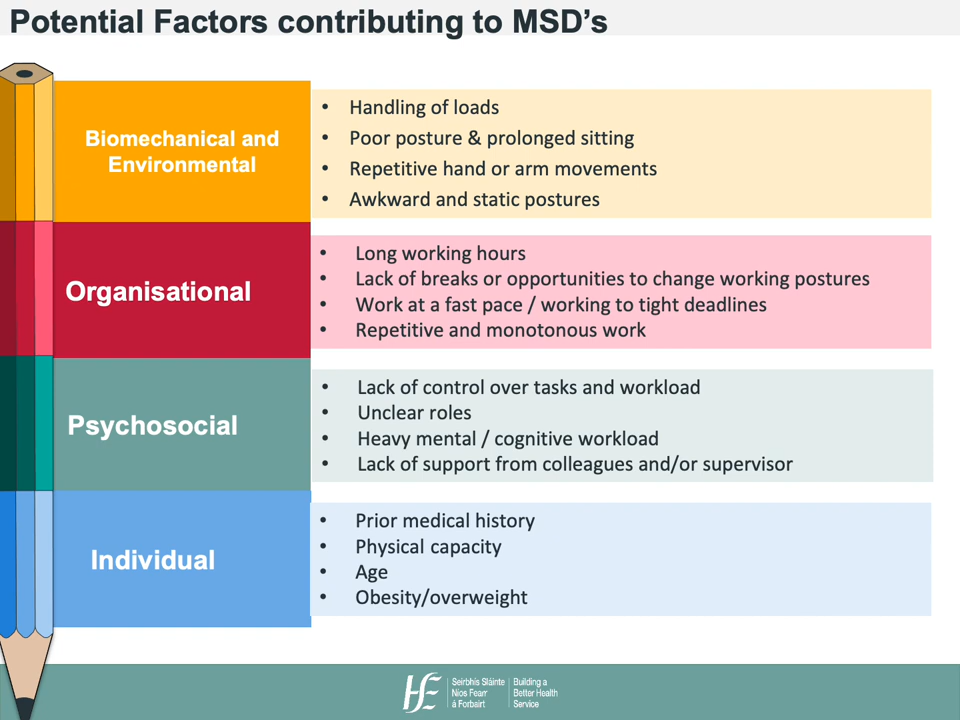 Potential Factors contributing to MSD’s
Biomechanical and
Environmental
• Handling of loads
• Poor posture & prolonged sitting
• Repetitive hand or arm movements
• Awkward and static postures
Organisational
• Long working hours
• Lack of breaks or opportunities to change working postures
• Work at a fast pace / working to tight deadlines
• Repetitive and monotonous work
Psychosocial
• Lack of control over tasks and workload
• Unclear roles
• Heavy mental / cognitive workload
• Lack of support from colleagues and/or supervisor
Individual
• Prior medical history
• Physical capacity
• Age
• Obesity/overweight
Seirbhís Sláinte
Níos Fearr
á Forbairt
Building a
Better Health
Service